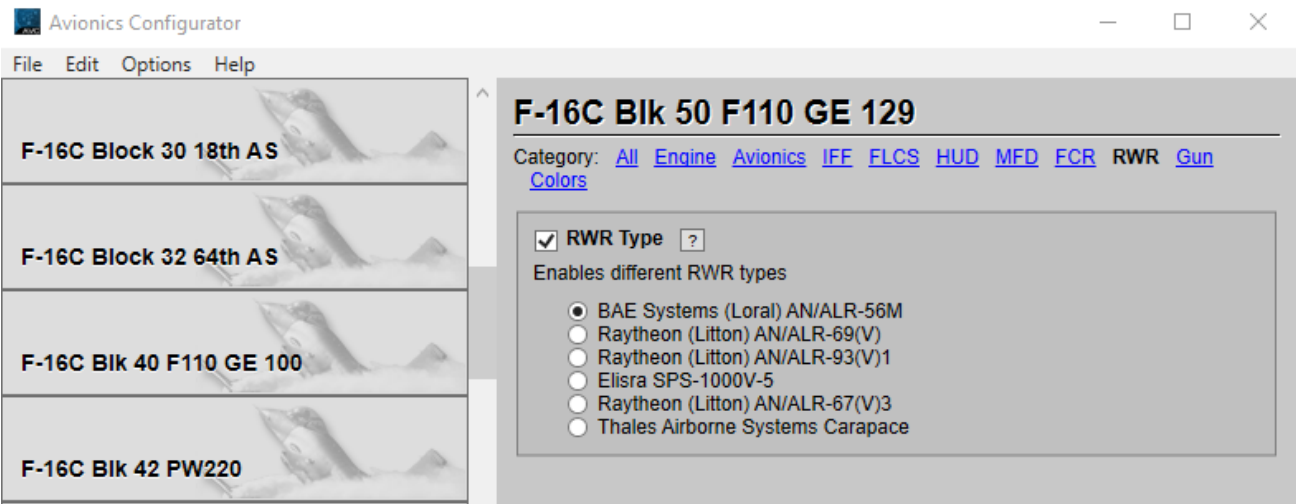 Avionics Configurator
File Edit Options Help
F-16C Block 30 18th AS
F-16C Block 32 64th AS
F-16C Blk 40 F110 GE 100
F-16C Blk 42 PW220
F-16C Blk 50 F110 GE 129
Category: All Engine Avionics IFF FLCS HUD MFD FCR RWR Gun
Colors
RWR Type ?
Enables different RWR types
BAE Systems (Loral) AN/ALR-56M
Raytheon (Litton) AN/ALR-69(V)
Raytheon (Litton) AN/ALR-93(V)1
Elisra SPS-1000V-5
Raytheon (Litton) AN/ALR-67(V)3
Thales Airborne Systems Carapace